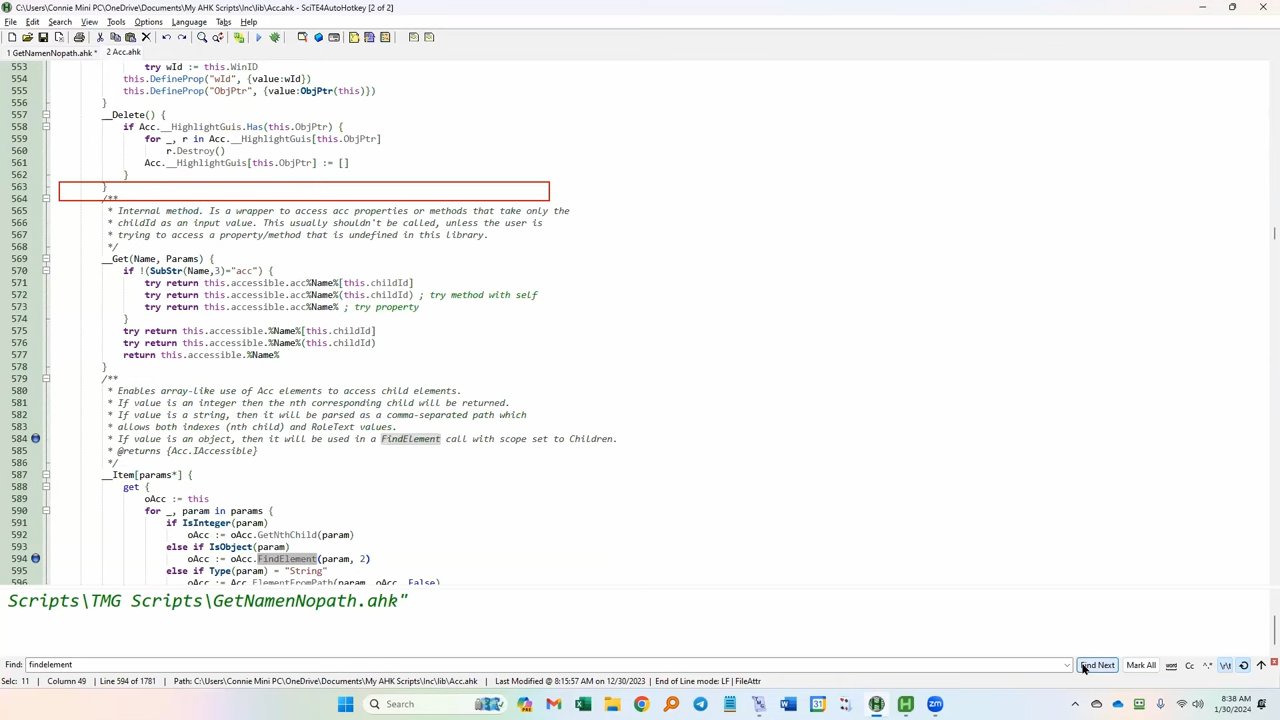 C:\Users\Connie Mini PC\OneDrive\Documents\My AHK Scripts\Inc\lib\Acc.ahk - SciTE4AutoHotkey [2 of 2]
File Edit Search View Tools Options Language Tabs Help
1 GetNamenNopath.ahk * 2 Acc.ahk
553 try wId := this.WinID
554 this.DefineProp("wId", {value:wId})
555 this.DefineProp("ObjPtr", {value:ObjPtr(this)})
556 }
557 __Delete() {
558 if Acc.__HighlightGuis.Has(this.ObjPtr) {
559 for _, r in Acc.__HighlightGuis[this.ObjPtr]
560 r.Destroy()
561 Acc.__HighlightGuis[this.ObjPtr] := []
562 }
563 }
564 /**
565 * Internal method. Is a wrapper to access acc properties or methods that take only the
566 * childId as an input value. This usually shouldn't be called, unless the user is
567 * trying to access a property/method that is undefined in this library.
568 */
569 __Get(Name, Params) {
570 if !(SubStr(Name,3)="acc") {
571 try return this.accessible.acc%Name%[this.childId]
572 try return this.accessible.acc%Name%(this.childId) ; try method with self
573 try return this.accessible.acc%Name% ; try property
574 }
575 try return this.accessible.%Name%[this.childId]
576 try return this.accessible.%Name%(this.childId)
577 return this.accessible.%Name%
578 }
579 /**
580 * Enables array-like use of Acc elements to access child elements.
581 * If value is an integer then the nth corresponding child will be returned.
582 * If value is a string, then it will be parsed as a comma-separated path which
583 * allows both indexes (nth child) and RoleText values.
584 * If value is an object, then it will be used in a FindElement call with scope set to Children.
585 * @returns {Acc.IAccessible}
586 */
587 __Item[params*] {
588 get {
589 oAcc := this
590 for _, param in params {
591 if IsInteger(param)
592 oAcc := oAcc.GetNthChild(param)
593 else if IsObject(param)
594 oAcc := oAcc.FindElement(param, 2)
595 else if Type(param) = "String"
596 oAcc := Acc.ElementFromPath(param, oAcc, False)
Scripts\TMG Scripts\GetNamenNopath.ahk"
Find: findelement Find Next Mark All
Selc: 11 Column 49 Line 594 of 1781 Path: C:\Users\Connie Mini PC\OneDrive\Documents\My AHK Scripts\Inc\lib\Acc.ahk Last Modified @ 8:15:57 on 12/30/2023 End of Line mode: LF FileAttr
Search
8:38 AM
1/30/2024